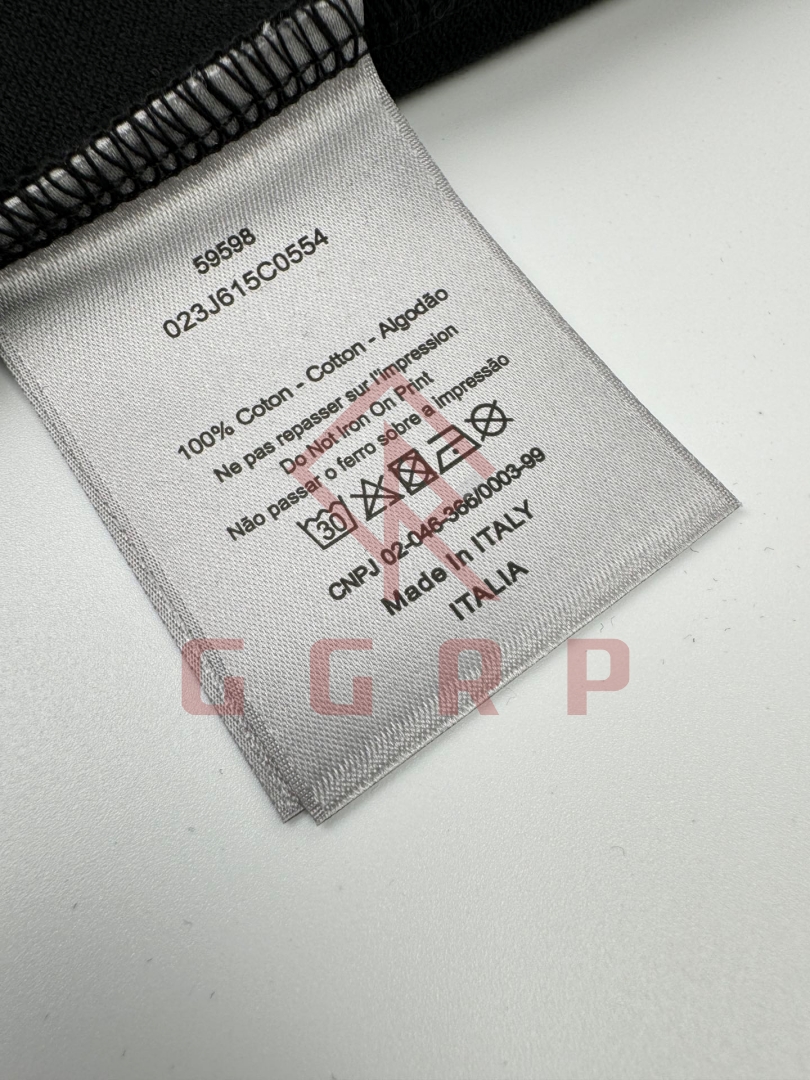 59598
023J615C0554
100% Coton - Cotton - Algodão
Ne pas repasser sur l'impression
Do Not Iron On Print
Não passar o ferro sobre a impressão
30
CNPJ 02-046-366/0003-99
Made In ITALY
ITALIA
GGRP